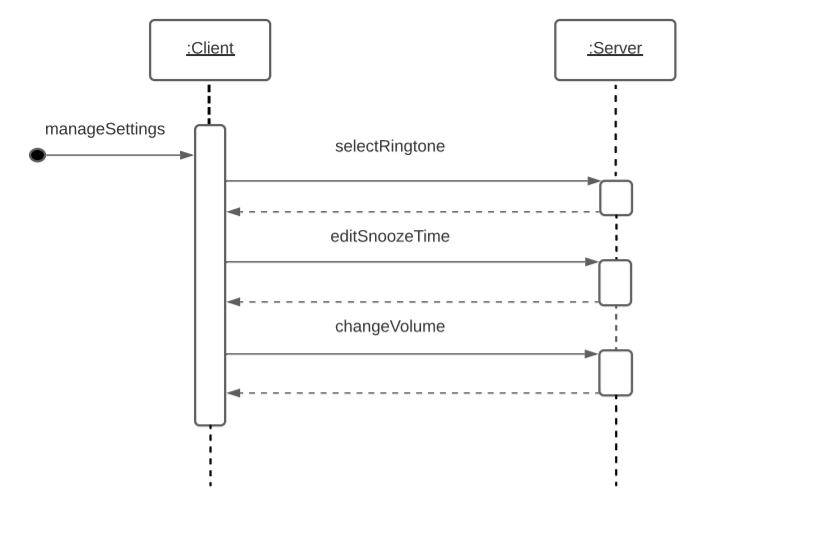 :Client
:Server
manageSettings
selectRingtone
editSnoozeTime
changeVolume